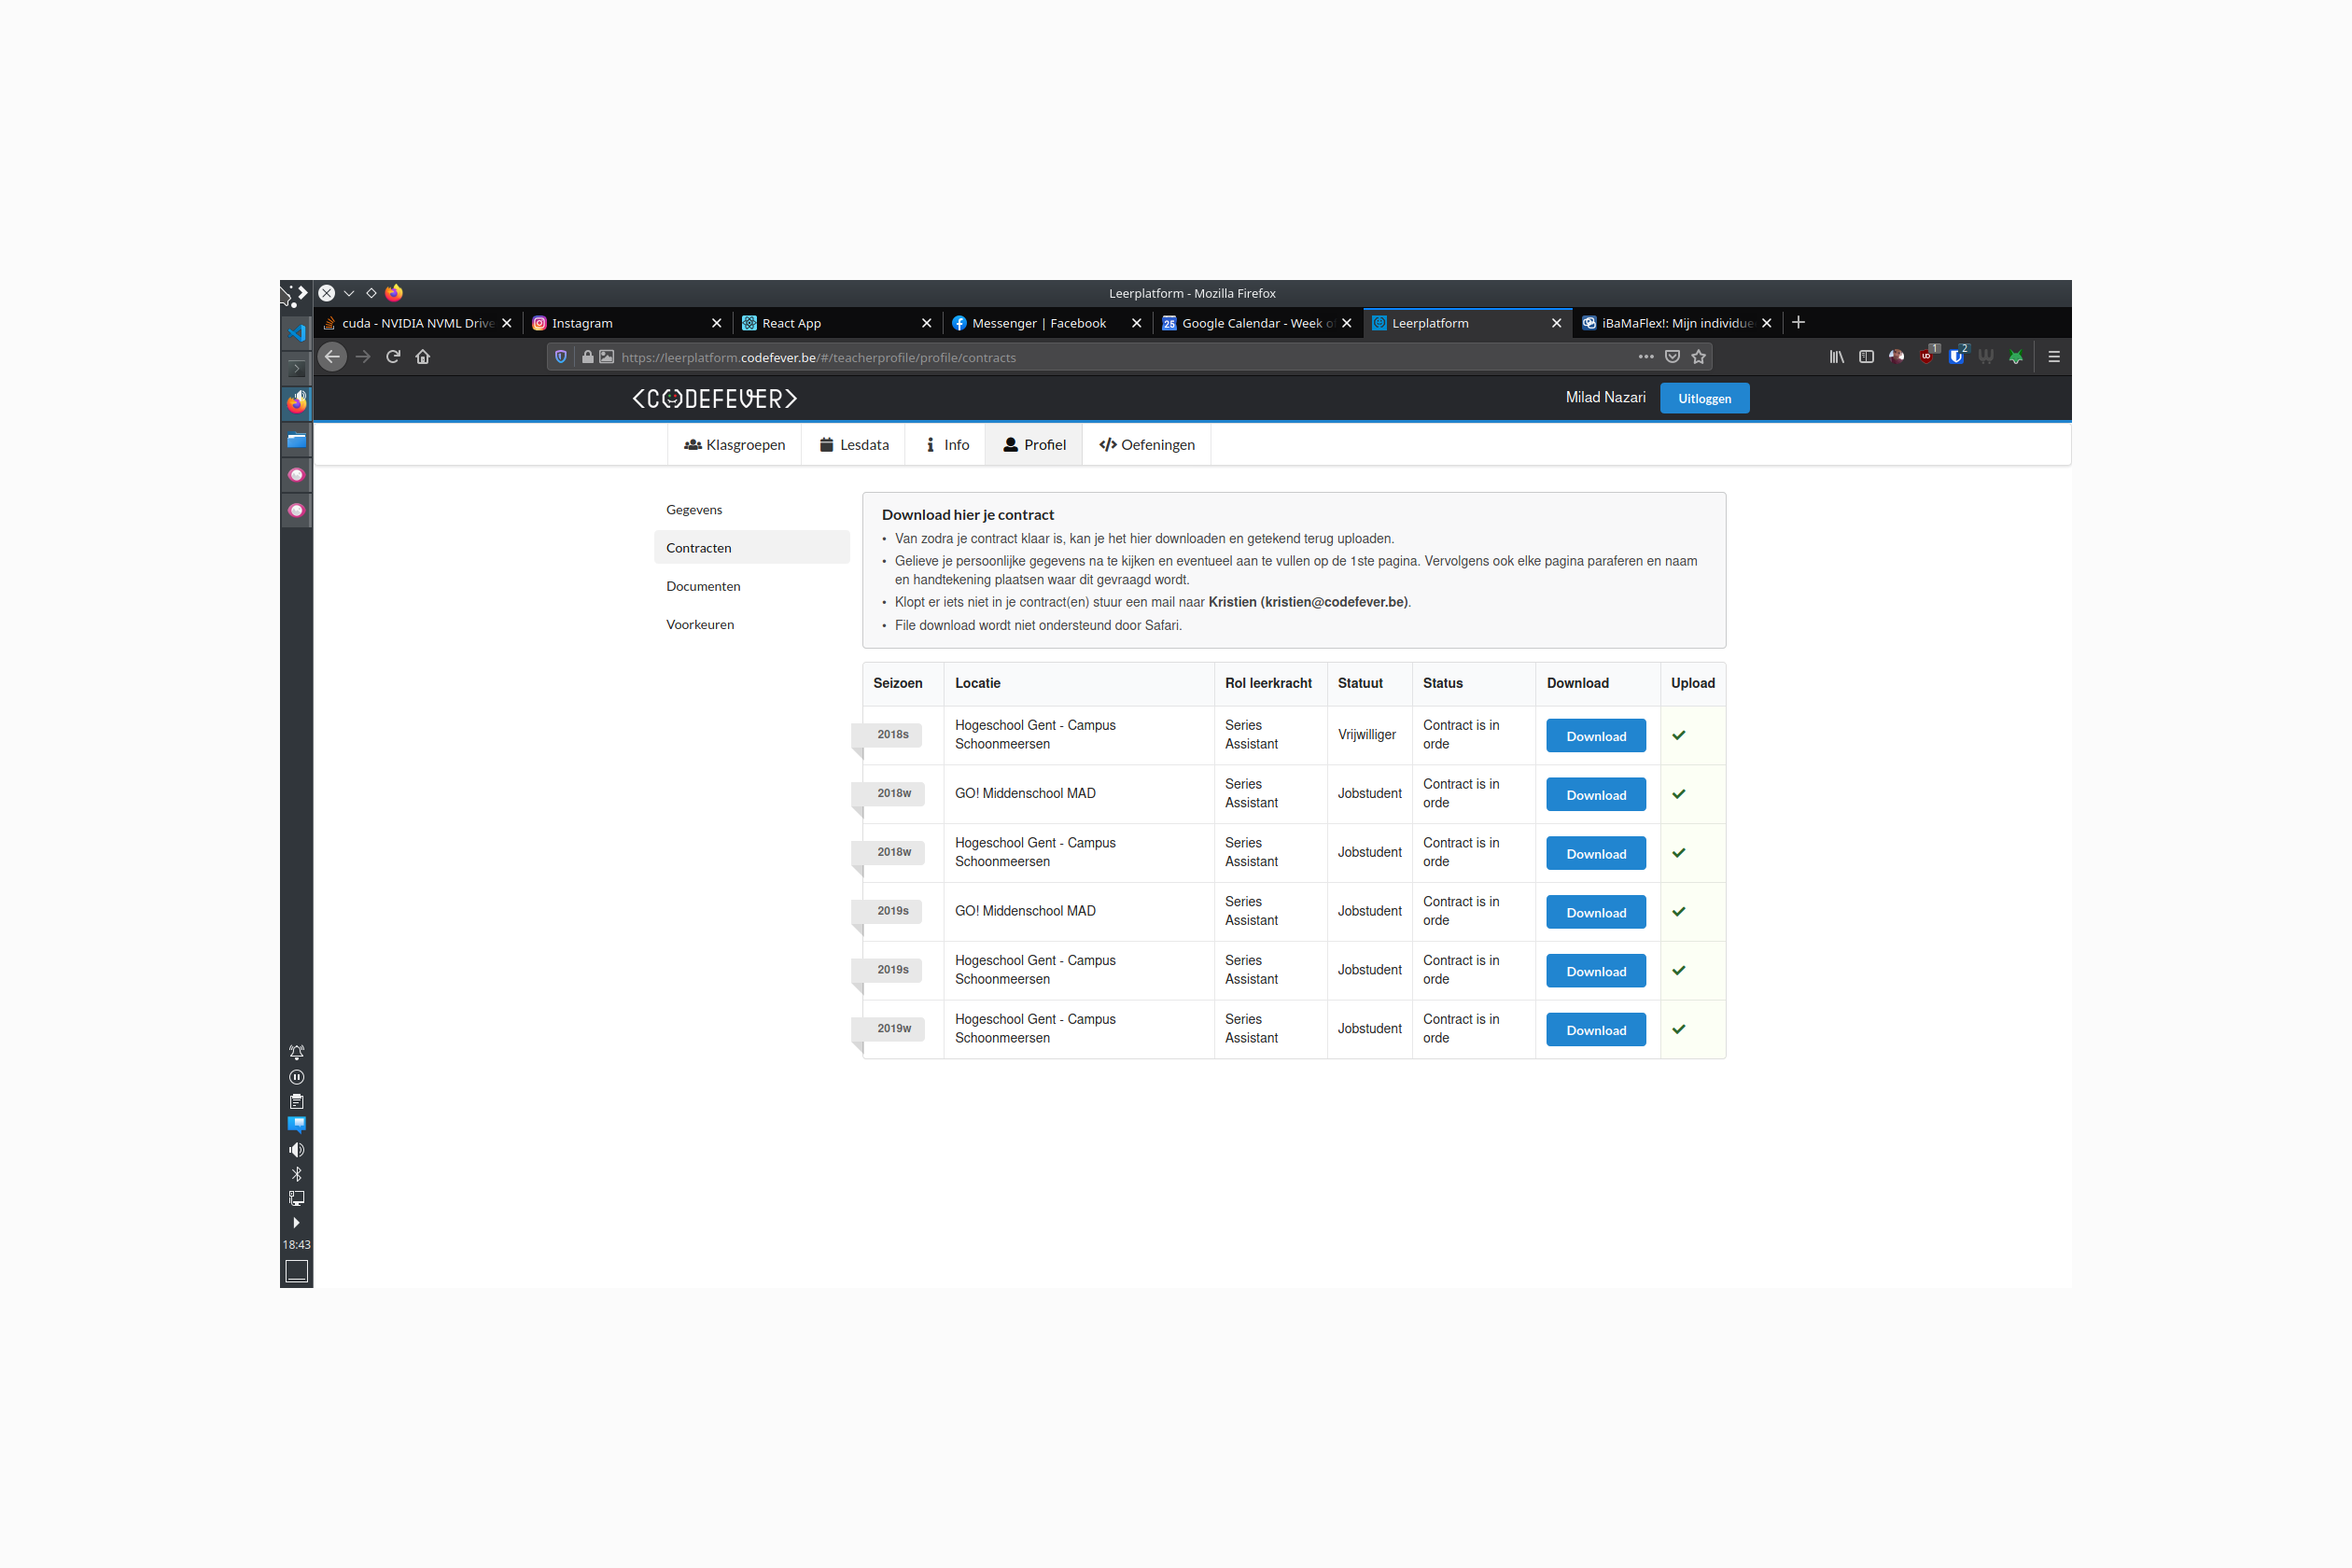 Leerplatform - Mozilla Firefox
cuda - NVIDIA NVML Drive Instagram React App Messenger | Facebook Google Calendar - Week o Leerplatform iBaMaFlex!: Mijn individue
https://leerplatform.codefever.be/#/teacherprofile/profile/contracts 1 2
<CODEFEVER> Milad Nazari Uitloggen
Klasgroepen Lesdata Info Profiel Oefeningen
Gegevens
Contracten
Documenten
Voorkeuren
Download hier je contract
• Van zodra je contract klaar is, kan je het hier downloaden en getekend terug uploaden.
• Gelieve je persoonlijke gegevens na te kijken en eventueel aan te vullen op de 1ste pagina. Vervolgens ook elke pagina paraferen en naam
en handtekening plaatsen waar dit gevraagd wordt.
• Klopt er iets niet in je contract(en) stuur een mail naar Kristien (kristien@codefever.be).
• File download wordt niet ondersteund door Safari.
Seizoen Locatie Rol leerkracht Statuut Status Download Upload
2018s Hogeschool Gent - Campus Schoonmeersen Series Assistant Vrijwilliger Contract is in orde Download
2018w GO! Middenschool MAD Series Assistant Jobstudent Contract is in orde Download
2018w Hogeschool Gent - Campus Schoonmeersen Series Assistant Jobstudent Contract is in orde Download
2019s GO! Middenschool MAD Series Assistant Jobstudent Contract is in orde Download
2019s Hogeschool Gent - Campus Schoonmeersen Series Assistant Jobstudent Contract is in orde Download
2019w Hogeschool Gent - Campus Schoonmeersen Series Assistant Jobstudent Contract is in orde Download
18:43